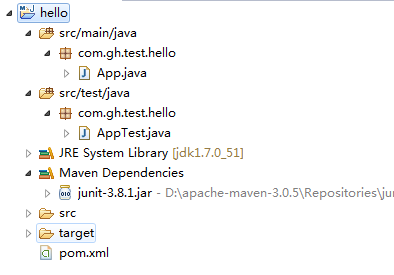 hello
src/main/java
com.gh.test.hello
App.java
src/test/java
com.gh.test.hello
AppTest.java
JRE System Library [jdk1.7.0_51]
Maven Dependencies
junit-3.8.1.jar - D:\apache-maven-3.0.5\Repositories\jun
src
target
pom.xml